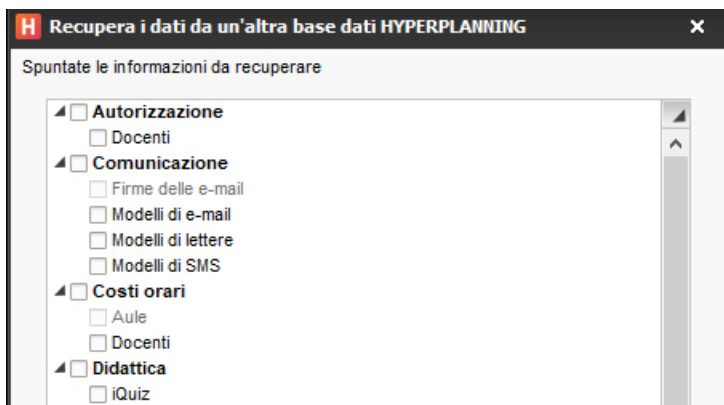 H Recupera i dati da un'altra base dati HYPERPLANNING
Spuntate le informazioni da recuperare
Autorizzazione
Docenti
Comunicazione
Firme delle e-mail
Modelli di e-mail
Modelli di lettere
Modelli di SMS
Costi orari
Aule
Docenti
Didattica
iQuiz